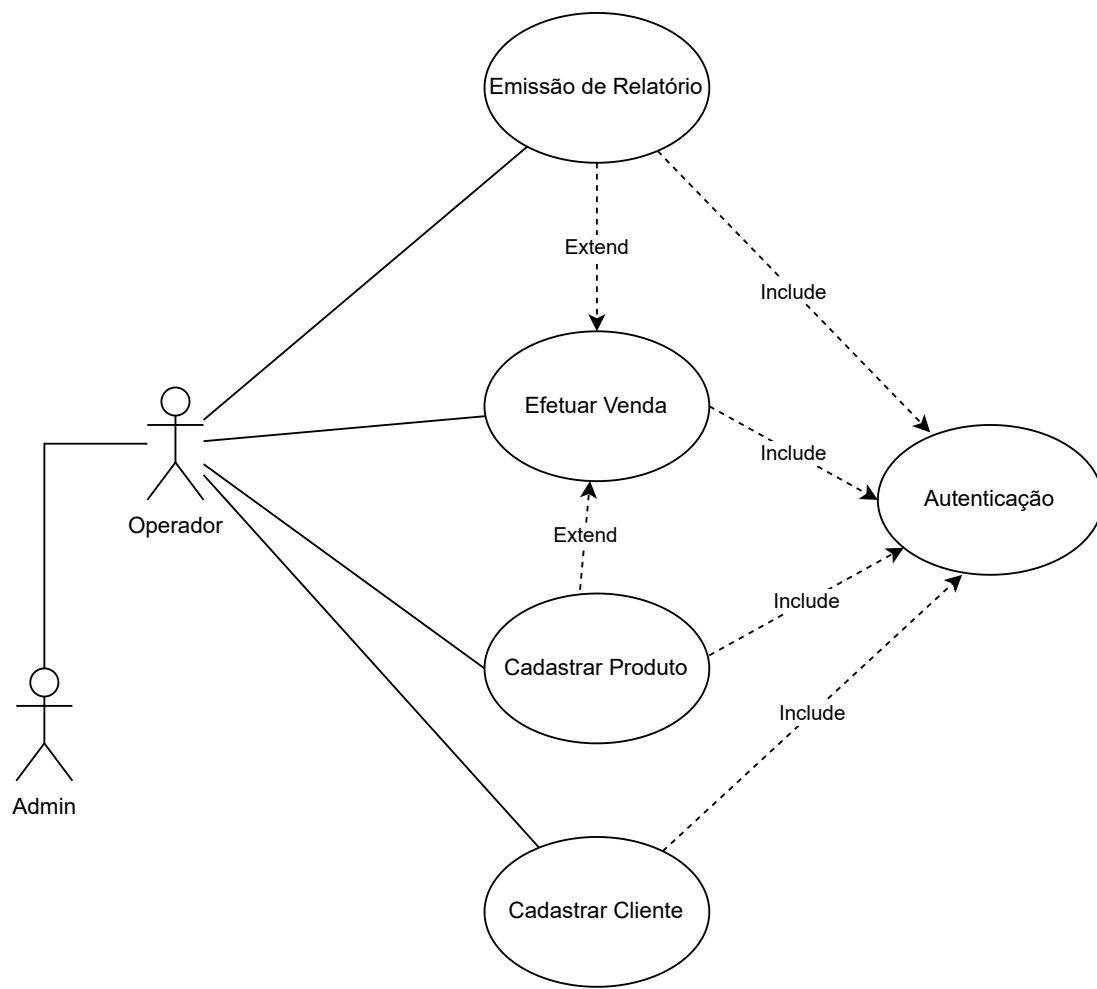 Emissão de Relatório
Extend
Include
Efetuar Venda
Include
Autenticação
Operador
Extend
Include
Cadastrar Produto
Include
Admin
Cadastrar Cliente